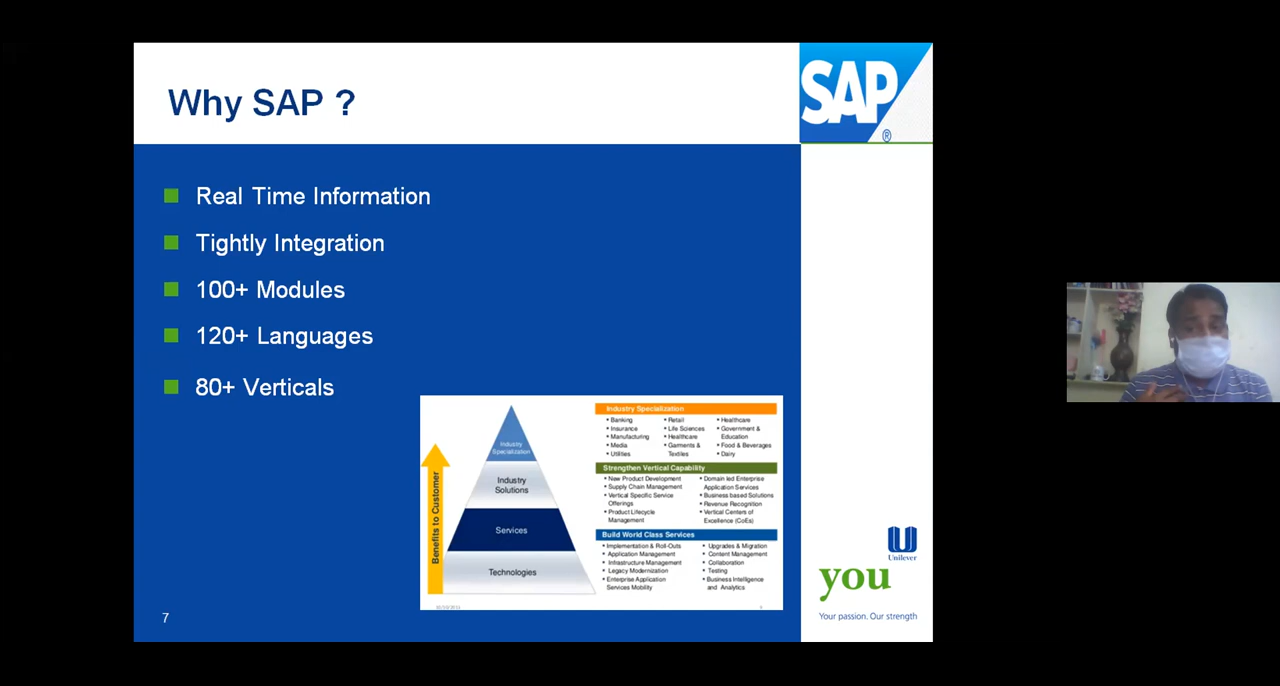 Why SAP ?
SAP
®
Real Time Information
Tightly Integration
100+ Modules
120+ Languages
80+ Verticals
Benefits to Customer
Industry
Specialization
Industry
Solutions
Services
Technologies
Industry Specialization
• Banking
• Insurance
• Manufacturing
• Media
• Utilities
• Retail
• Life Sciences
• Healthcare
• Garments &
Textiles
• Healthcare
• Government &
Education
• Food & Beverages
• Dairy
Strengthen Vertical Capability
• New Product Development
• Supply Chain Management
• Vertical Specific Service
Offerings
• Product Lifecycle
Management
• Domain led Enterprise
Application Services
• Business based Solutions
• Revenue Recognition
• Vertical Centers of
Excellence (CoEs)
Build World Class Services
• Implementation & Roll-Outs
• Application Management
• Infrastructure Management
• Legacy Modernization
• Enterprise Application
Services Mobility
• Upgrades & Migration
• Content Management
• Collaboration
• Testing
• Business Intelligence
and Analytics
Unilever
you
Your passion. Our strength
7